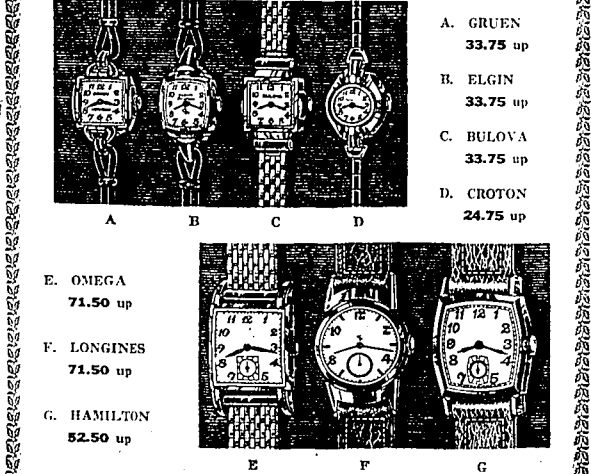 A. GRUEN
33.75 up
B. ELGIN
33.75 up
C. BULOVA
33.75 up
D. CROTON
24.75 up
A B C D
E. OMEGA
71.50 up
F. LONGINES
71.50 up
G. HAMILTON
52.50 up
E F G